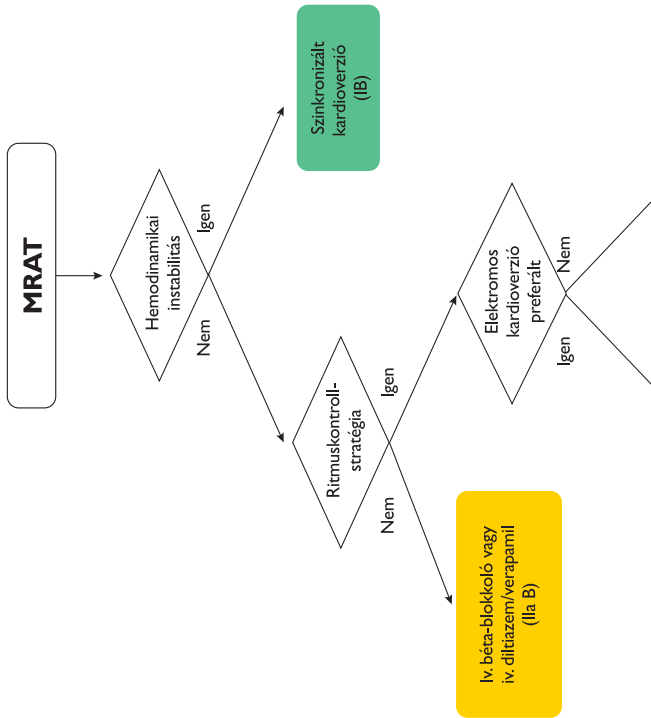 MRAT
Hemodinamikai
instabilitás
Nem
Igen
Szinkronizált
kardioverzió
(IB)
Ritmuskontroll-
stratégia
Nem
Igen
Iv. béta-blokkoló vagy
iv. diltiazem/verapamil
(IIa B)
Elektromos
kardioverzió
preferált
Igen
Nem